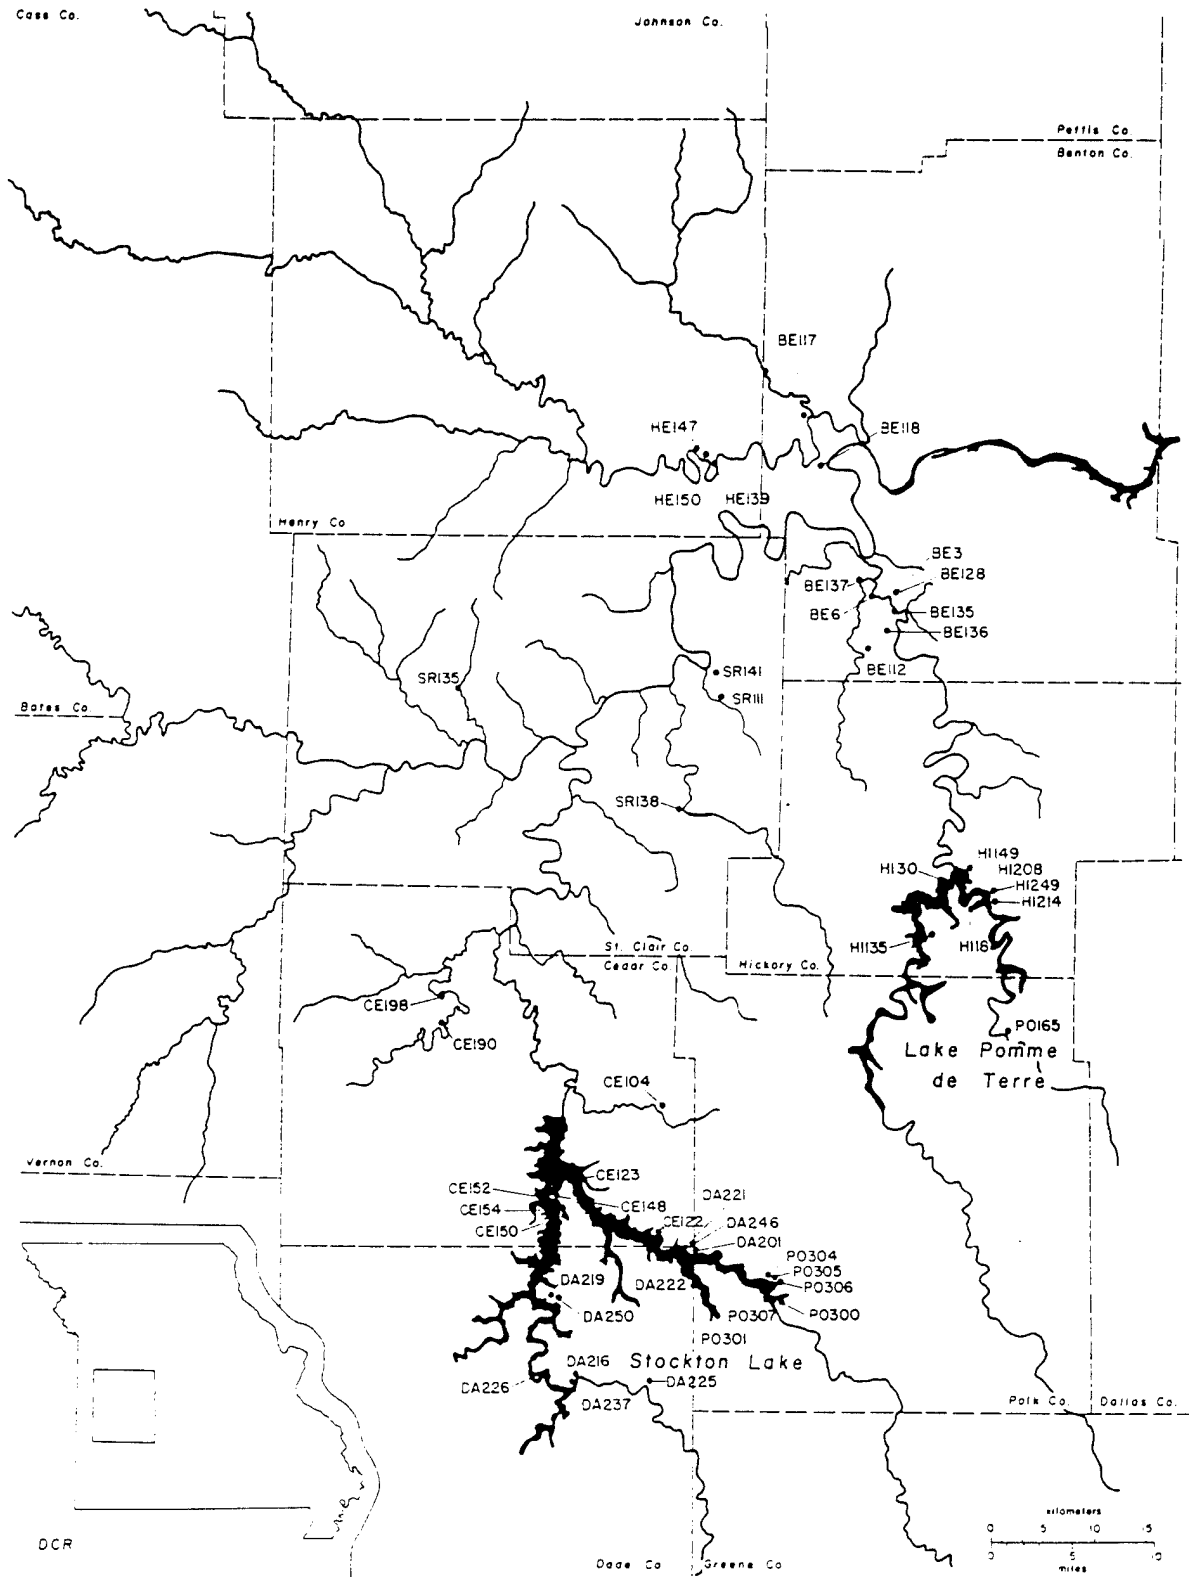 Cass Co.
Johnson Co.
Pettis Co.
Benton Co.
BE117
HE147
BE118
HE150
HE139
Henry Co
BE3
BE128
BE137
BE6
BE135
BE136
BE112
SR141
SR135
SR111
Bates Co.
SR138
HI149
HI208
HI30
HI249
HI214
HI135
HI18
St. Clair Co.
Cedar Co.
Hickory Co.
CE198
PO165
CE190
Lake Pomme
de Terre
CE104
Vernon Co.
CE123
CE152
DA221
CE148
CE154
CE122
DA246
CE150
DA201
PO304
PO305
DA219
DA222
PO306
DA250
PO307
PO300
PO301
DA216
Stockton Lake
DA226
DA225
DA237
Polk Co.
Dallas Co.
kilometers
0 5 10 15
0 5 10
miles
DCR
Dade Co
Greene Co